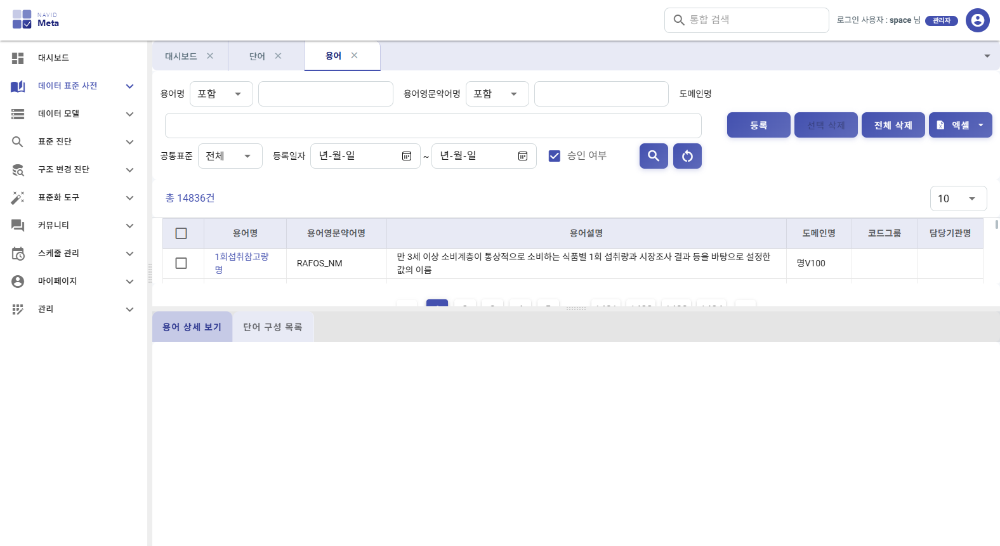 NAVID
Meta
통합 검색
로그인 사용자 : space 님 관리자
대시보드
데이터 표준 사전
데이터 모델
표준 진단
구조 변경 진단
표준화 도구
커뮤니티
스케줄 관리
마이페이지
관리
대시보드 단어 용어
용어명 포함 용어영문약어명 포함 도메인명
등록 선택 삭제 전체 삭제 엑셀
공통표준 전체 등록일자 년-월-일 ~ 년-월-일 승인 여부
총 14836건 10
용어명 용어영문약어명 용어설명 도메인명 코드그룹 담당기관명
1회섭취참고량
명
RAFOS_NM
만 3세 이상 소비계층이 통상적으로 소비하는 식품별 1회 섭취량과 시장조사 결과 등을 바탕으로 설정한
값의 이름
명V100
용어 상세 보기 단어 구성 목록